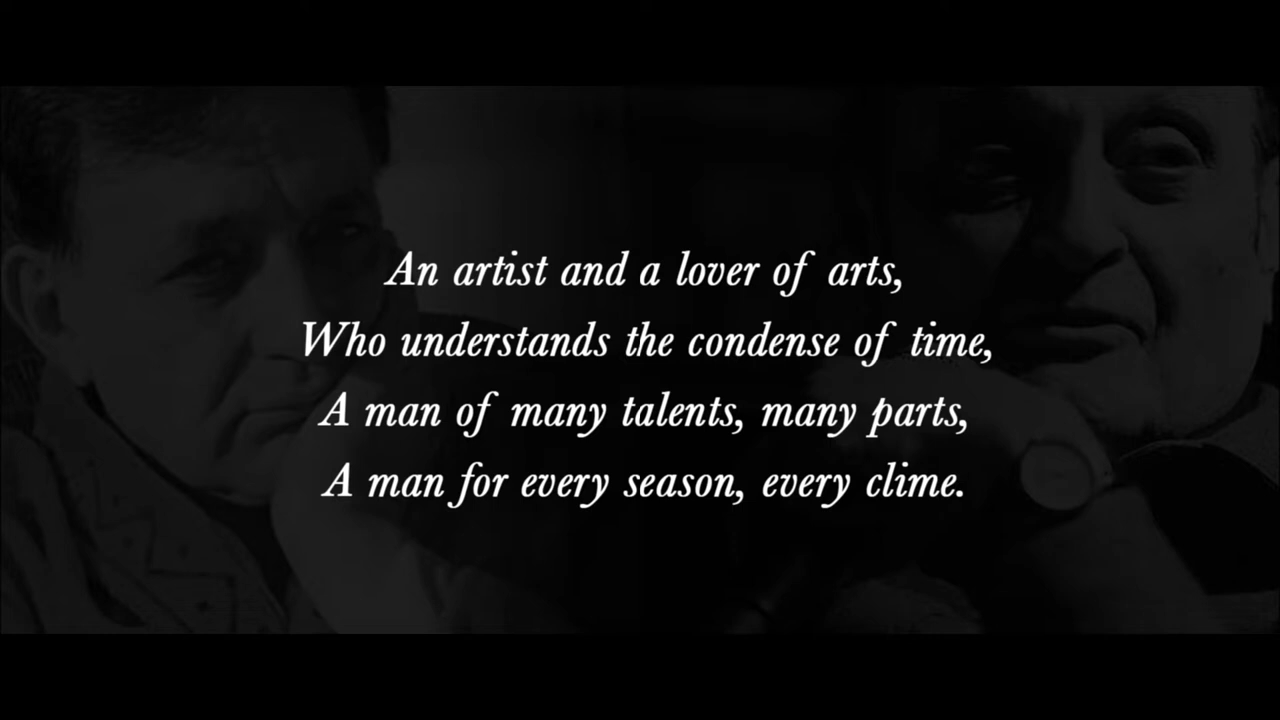 An artist and a lover of arts,
Who understands the condense of time,
A man of many talents, many parts,
A man for every season, every clime.